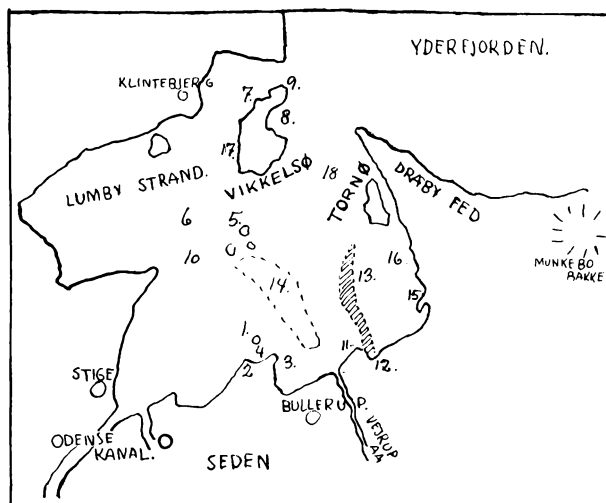 YDERFJORDEN.
KLINTEBJERG
9.
7.
8.
17.
18
LUMBY STRAND.
VIKKELSØ
TORNØ
DRÆBY FED
6
5.
10
16
13.
MUNKEBO
BAKKE
14.
15.
1.
4
2
3.
11.
12.
STIGE
BULLERUP.
VEJRUP
AA
ODENSE
KANAL.
SEDEN